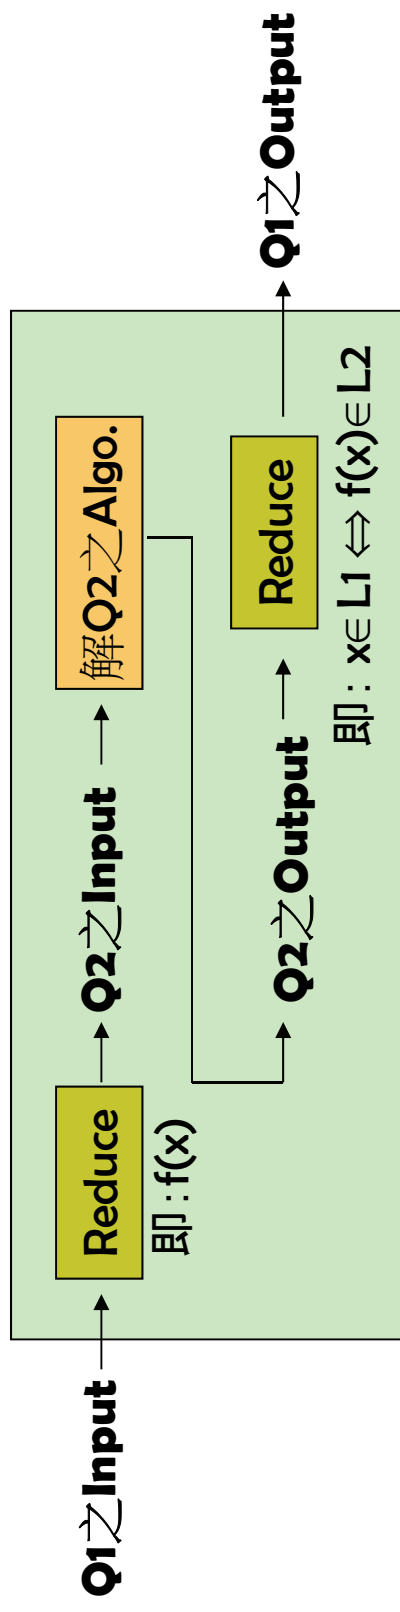 Q1之Input
Reduce
即 : f(x)
Q2之Input
解Q2之Algo.
Q2之Output
Reduce
即 : x∈ L1 ⇔ f(x)∈ L2
Q1之Output